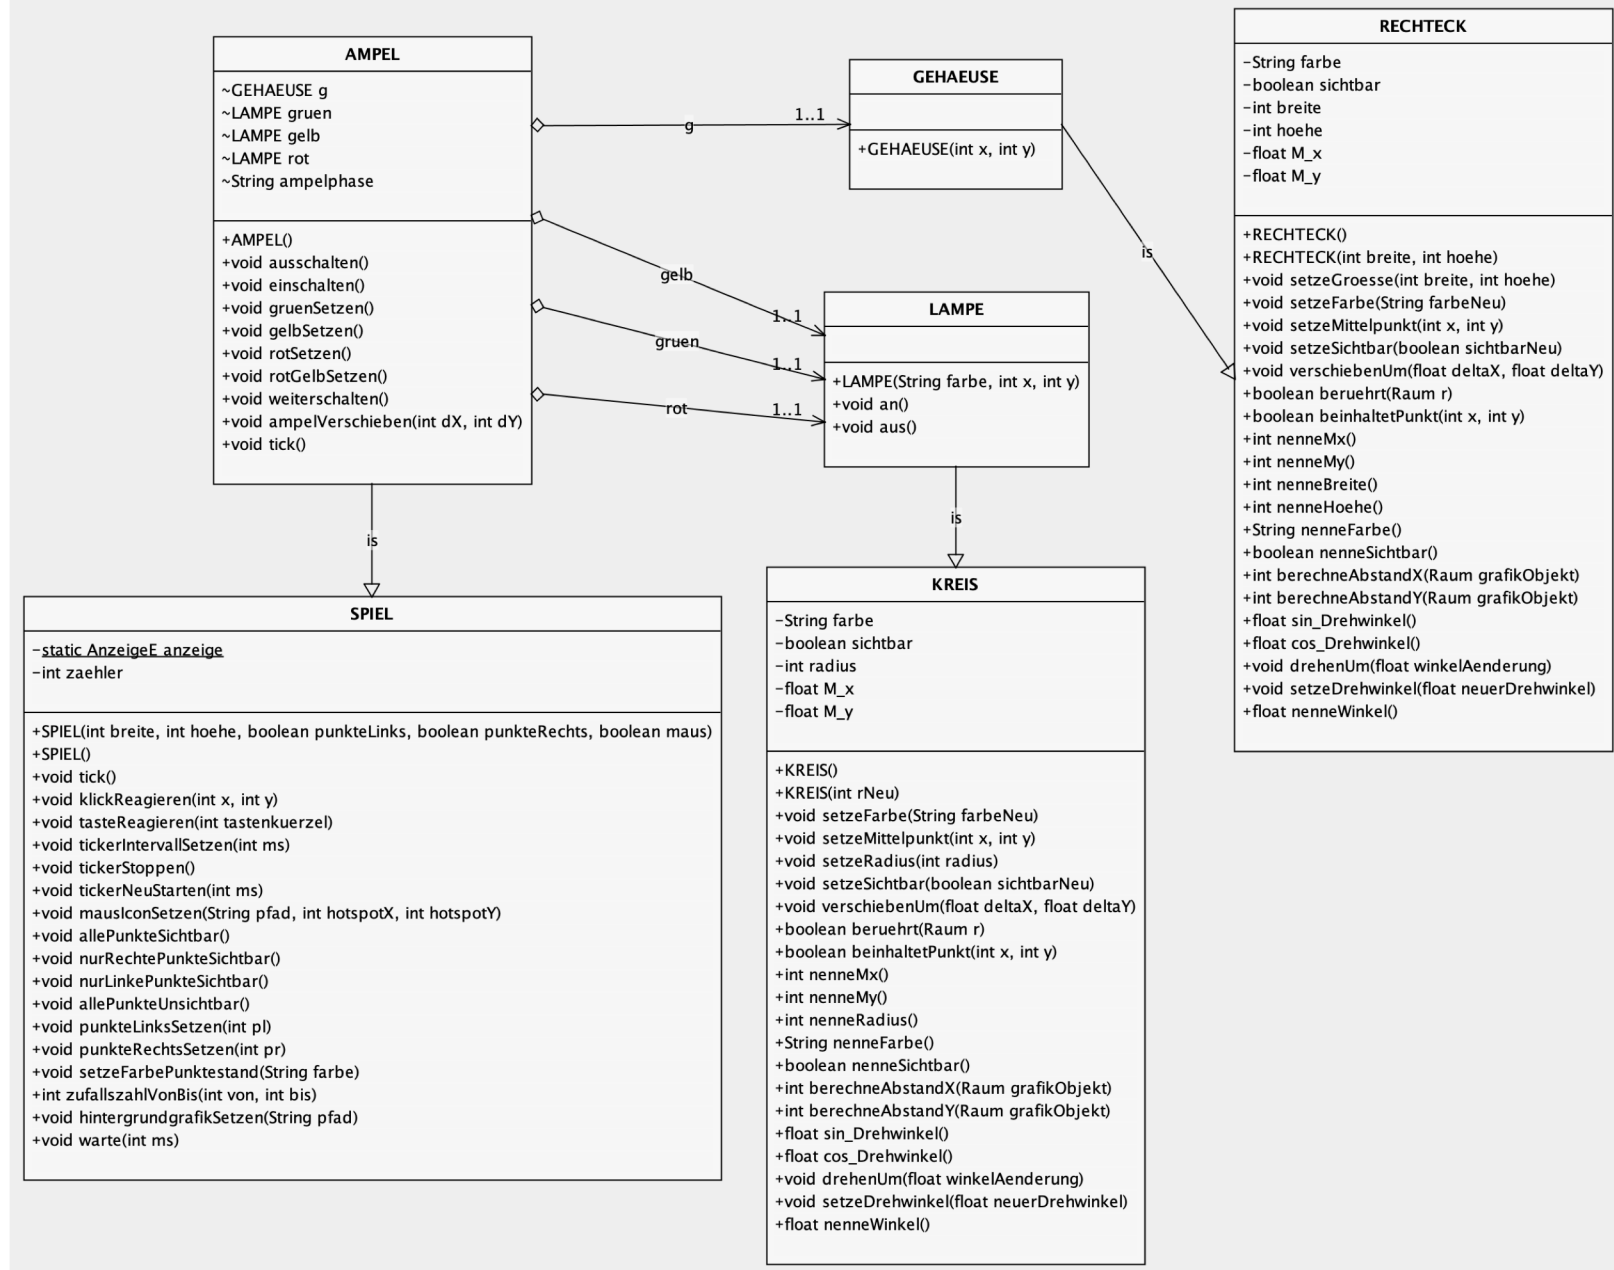 AMPEL
~GEHAEUSE g
~LAMPE gruen
~LAMPE gelb
~LAMPE rot
~String ampelphase
+AMPEL()
+void ausschalten()
+void einschalten()
+void gruenSetzen()
+void gelbSetzen()
+void rotSetzen()
+void rotGelbSetzen()
+void weiterschalten()
+void ampelVerschieben(int dX, int dY)
+void tick()
g
1..1
gelb
1..1
gruen
1..1
rot
1..1
is
GEHAEUSE
+GEHAEUSE(int x, int y)
is
LAMPE
+LAMPE(String farbe, int x, int y)
+void an()
+void aus()
is
RECHTECK
-String farbe
-boolean sichtbar
-int breite
-int hoehe
-float M_x
-float M_y
+RECHTECK()
+RECHTECK(int breite, int hoehe)
+void setzeGroesse(int breite, int hoehe)
+void setzeFarbe(String farbeNeu)
+void setzeMittelpunkt(int x, int y)
+void setzeSichtbar(boolean sichtbarNeu)
+void verschiebenUm(float deltaX, float deltaY)
+boolean beruehrt(Raum r)
+boolean beinhaltetPunkt(int x, int y)
+int nenneMx()
+int nenneMy()
+int nenneBreite()
+int nenneHoehe()
+String nenneFarbe()
+boolean nenneSichtbar()
+int berechneAbstandX(Raum grafikObjekt)
+int berechneAbstandY(Raum grafikObjekt)
+float sin_Drehwinkel()
+float cos_Drehwinkel()
+void drehenUm(float winkelAenderung)
+void setzeDrehwinkel(float neuerDrehwinkel)
+float nenneWinkel()
SPIEL
-static AnzeigeE anzeige
-int zaehler
+SPIEL(int breite, int hoehe, boolean punkteLinks, boolean punkteRechts, boolean maus)
+SPIEL()
+void tick()
+void klickReagieren(int x, int y)
+void tasteReagieren(int tastenkuerzel)
+void tickerIntervallSetzen(int ms)
+void tickerStoppen()
+void tickerNeuStarten(int ms)
+void mausIconSetzen(String pfad, int hotspotX, int hotspotY)
+void allePunkteSichtbar()
+void nurRechtePunkteSichtbar()
+void nurLinkePunkteSichtbar()
+void allePunkteUnsichtbar()
+void punkteLinksSetzen(int pl)
+void punkteRechtsSetzen(int pr)
+void setzeFarbePunktestand(String farbe)
+int zufallszahlVonBis(int von, int bis)
+void hintergrundgrafikSetzen(String pfad)
+void warte(int ms)
KREIS
-String farbe
-boolean sichtbar
-int radius
-float M_x
-float M_y
+KREIS()
+KREIS(int rNeu)
+void setzeFarbe(String farbeNeu)
+void setzeMittelpunkt(int x, int y)
+void setzeRadius(int radius)
+void setzeSichtbar(boolean sichtbarNeu)
+void verschiebenUm(float deltaX, float deltaY)
+boolean beruehrt(Raum r)
+boolean beinhaltetPunkt(int x, int y)
+int nenneMx()
+int nenneMy()
+int nenneRadius()
+String nenneFarbe()
+boolean nenneSichtbar()
+int berechneAbstandX(Raum grafikObjekt)
+int berechneAbstandY(Raum grafikObjekt)
+float sin_Drehwinkel()
+float cos_Drehwinkel()
+void drehenUm(float winkelAenderung)
+void setzeDrehwinkel(float neuerDrehwinkel)
+float nenneWinkel()